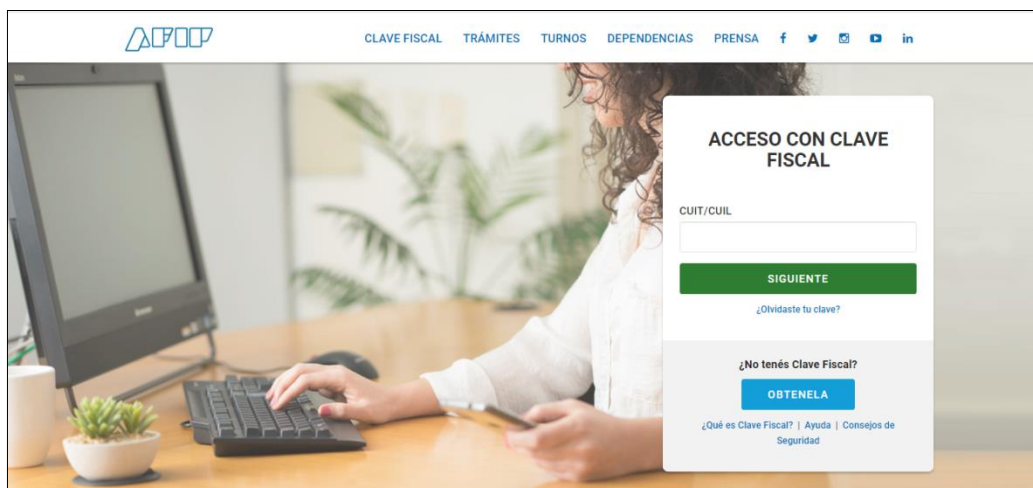 AFIP
CLAVE FISCAL TRÁMITES TURNOS DEPENDENCIAS PRENSA
ACCESO CON CLAVE
FISCAL
CUIT/CUIL
SIGUIENTE
¿Olvidaste tu clave?
¿No tenés Clave Fiscal?
OBTENELA
¿Qué es Clave Fiscal? | Ayuda | Consejos de
Seguridad